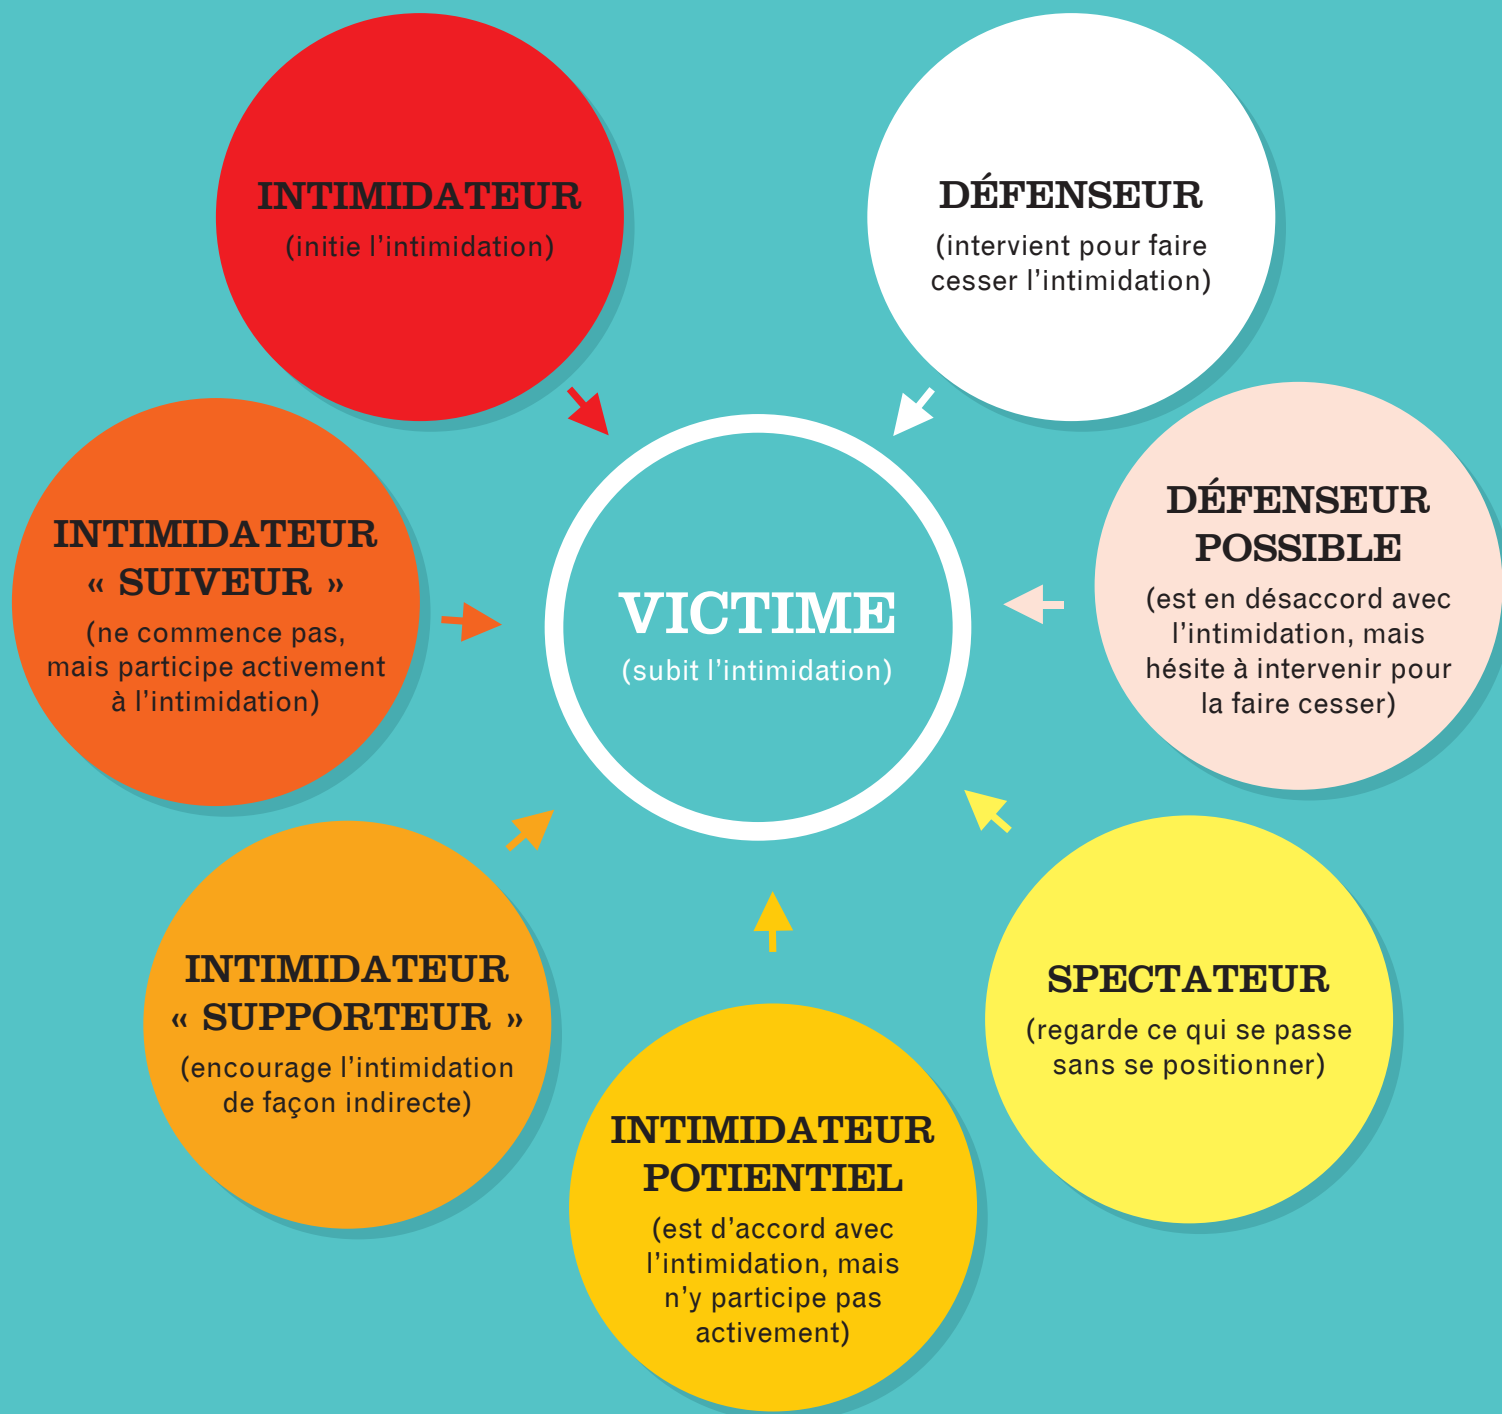 INTIMIDATEUR
(initie l'intimidation)
DÉFENSEUR
(intervient pour faire
cesser l'intimidation)
INTIMIDATEUR
« SUIVEUR »
(ne commence pas,
mais participe activement
à l'intimidation)
VICTIME
(subit l'intimidation)
DÉFENSEUR
POSSIBLE
(est en désaccord avec
l'intimidation, mais
hésite à intervenir pour
la faire cesser)
INTIMIDATEUR
« SUPPORTEUR »
(encourage l'intimidation
de façon indirecte)
INTIMIDATEUR
POTIENTIEL
(est d'accord avec
l'intimidation, mais
n'y participe pas
activement)
SPECTATEUR
(regarde ce qui se passe
sans se positionner)